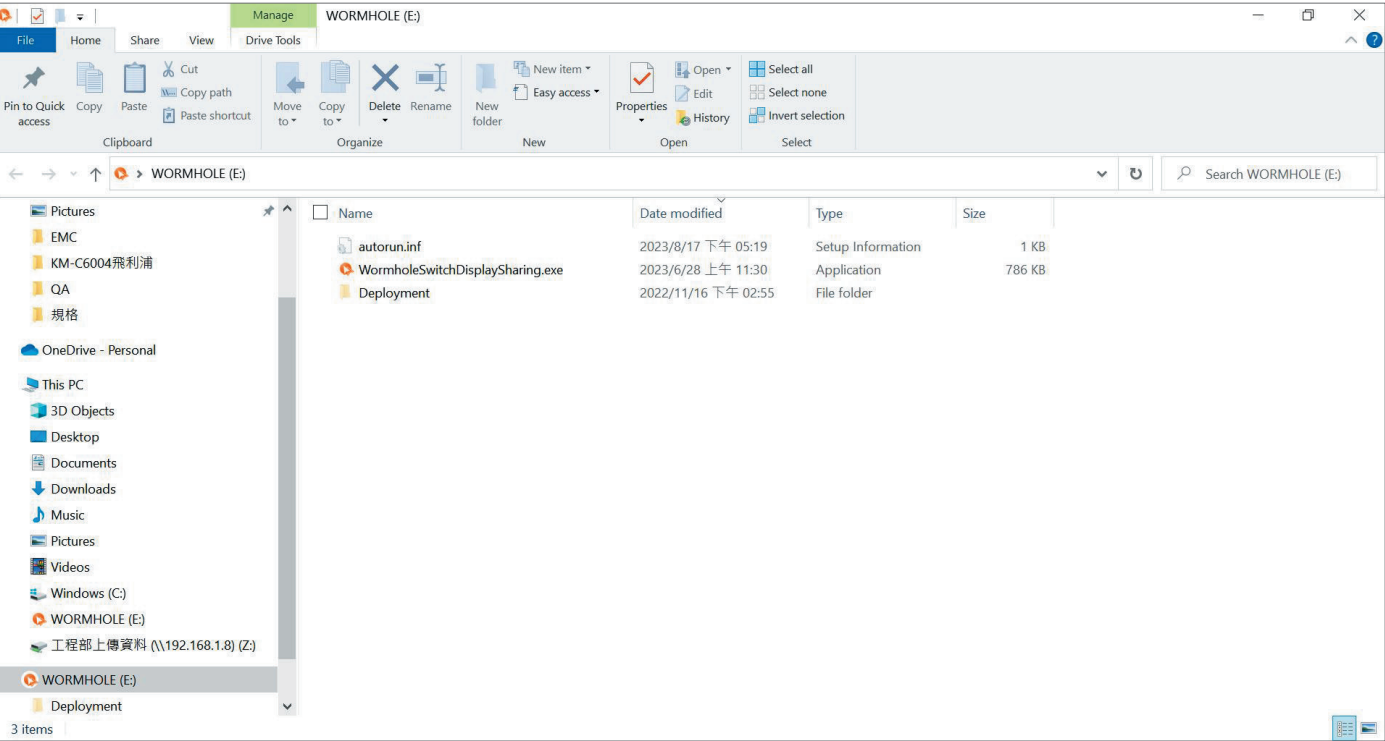 Manage WORMHOLE (E:)
File Home Share View Drive Tools
Pin to Quick access
Copy
Paste
Cut
Copy path
Paste shortcut
Clipboard
Move to
Copy to
Delete
Rename
Organize
New folder
New item
Easy access
New
Properties
Open
Edit
History
Open
Select all
Select none
Invert selection
Select
WORMHOLE (E:)
Search WORMHOLE (E:)
Pictures
EMC
KM-C6004飛利浦
QA
規格
OneDrive - Personal
This PC
3D Objects
Desktop
Documents
Downloads
Music
Pictures
Videos
Windows (C:)
WORMHOLE (E:)
工程部上傳資料 (\\192.168.1.8) (Z:)
WORMHOLE (E:)
Deployment
Name Date modified Type Size
autorun.inf 2023/8/17 下午 05:19 Setup Information 1 KB
WormholeSwitchDisplaySharing.exe 2023/6/28 上午 11:30 Application 786 KB
Deployment 2022/11/16 下午 02:55 File folder
3 items